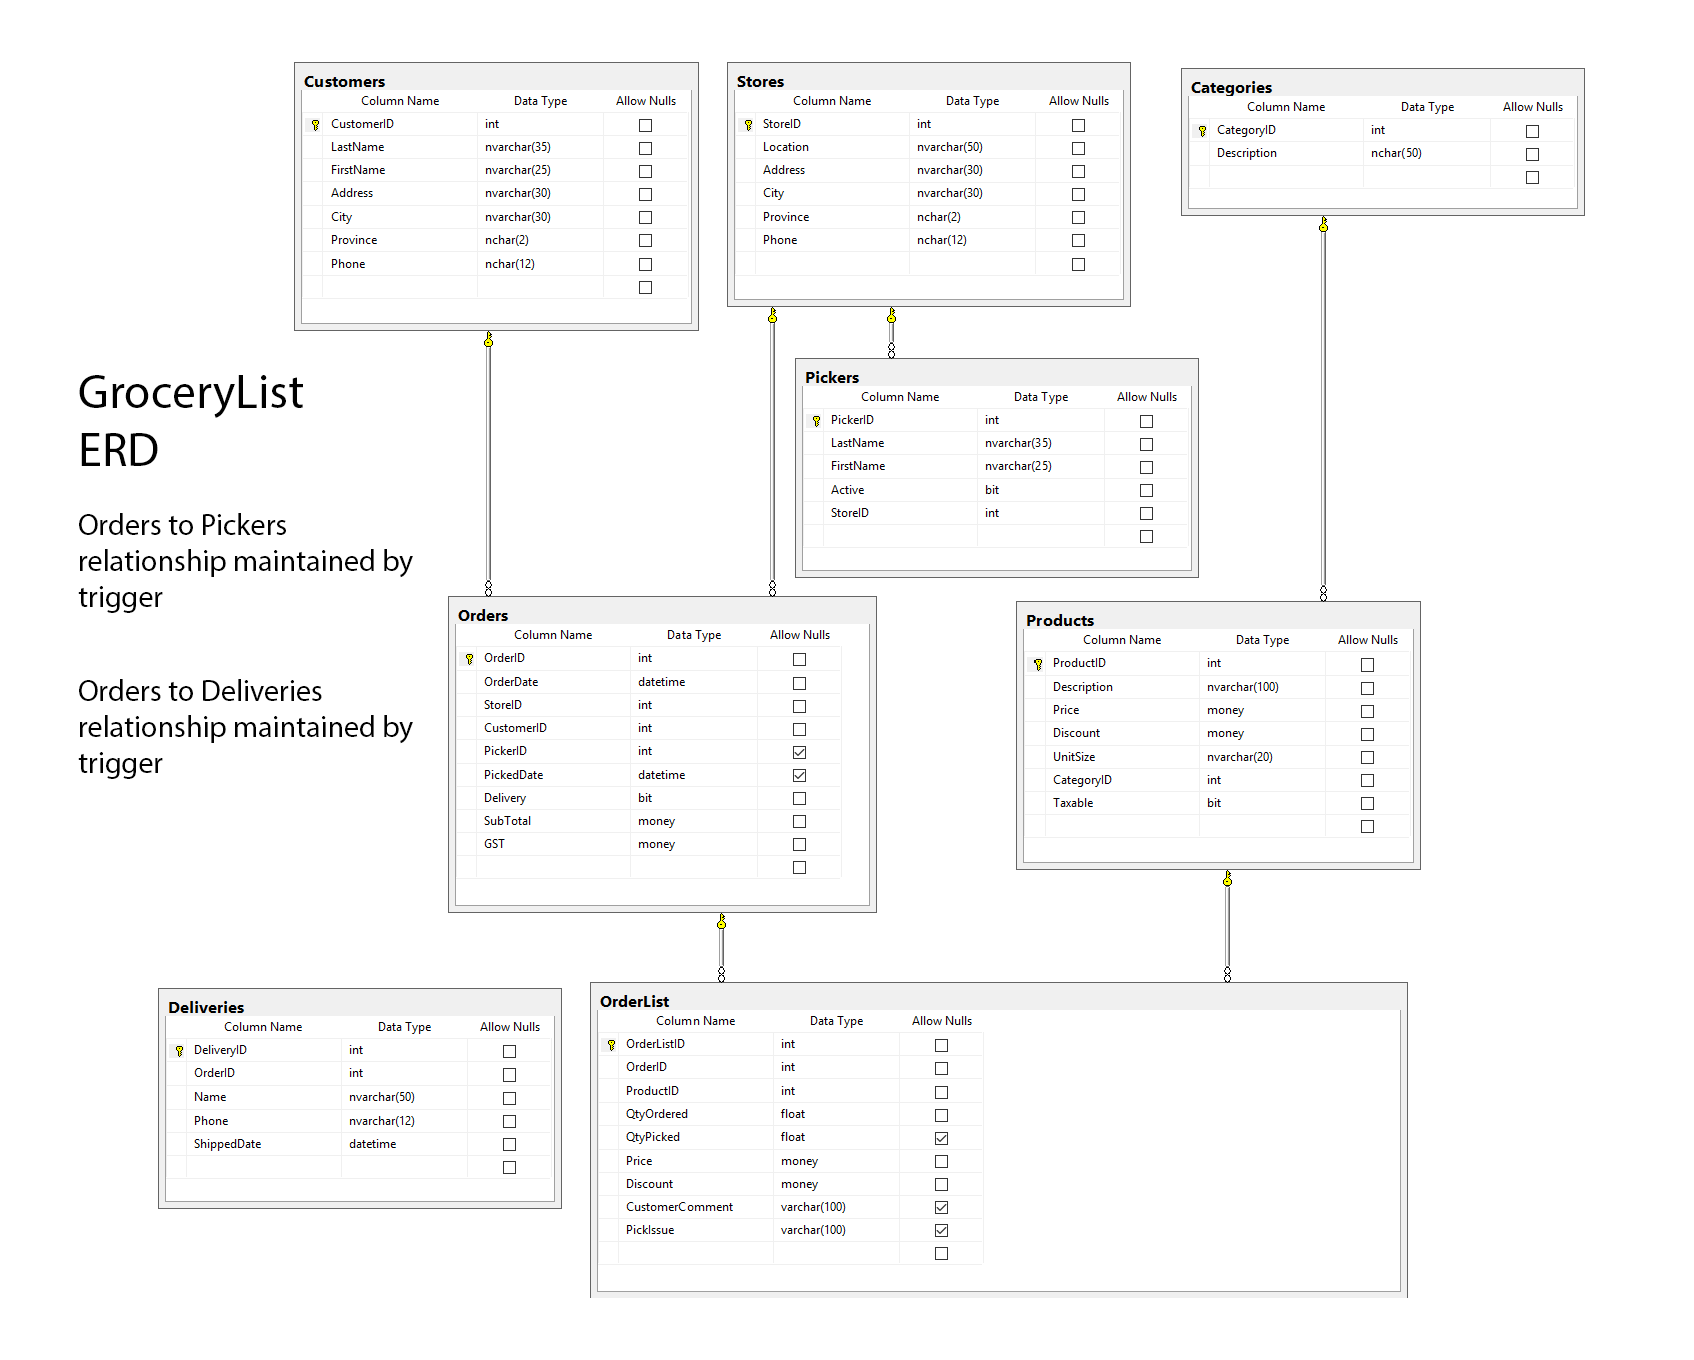 Customers
Column Name Data Type Allow Nulls
CustomerID int
LastName nvarchar(35)
FirstName nvarchar(25)
Address nvarchar(30)
City nvarchar(30)
Province nchar(2)
Phone nchar(12)
Stores
Column Name Data Type Allow Nulls
StoreID int
Location nvarchar(50)
Address nvarchar(30)
City nvarchar(30)
Province nchar(2)
Phone nchar(12)
Categories
Column Name Data Type Allow Nulls
CategoryID int
Description nchar(50)
GroceryList
ERD
Orders to Pickers
relationship maintained by
trigger
Orders to Deliveries
relationship maintained by
trigger
Pickers
Column Name Data Type Allow Nulls
PickerID int
LastName nvarchar(35)
FirstName nvarchar(25)
Active bit
StoreID int
Orders
Column Name Data Type Allow Nulls
OrderID int
OrderDate datetime
StoreID int
CustomerID int
PickerID int
PickedDate datetime
Delivery bit
SubTotal money
GST money
Products
Column Name Data Type Allow Nulls
ProductID int
Description nvarchar(100)
Price money
Discount money
UnitSize nvarchar(20)
CategoryID int
Taxable bit
Deliveries
Column Name Data Type Allow Nulls
DeliveryID int
OrderID int
Name nvarchar(50)
Phone nvarchar(12)
ShippedDate datetime
OrderList
Column Name Data Type Allow Nulls
OrderListID int
OrderID int
ProductID int
QtyOrdered float
QtyPicked float
Price money
Discount money
CustomerComment varchar(100)
PickIssue varchar(100)